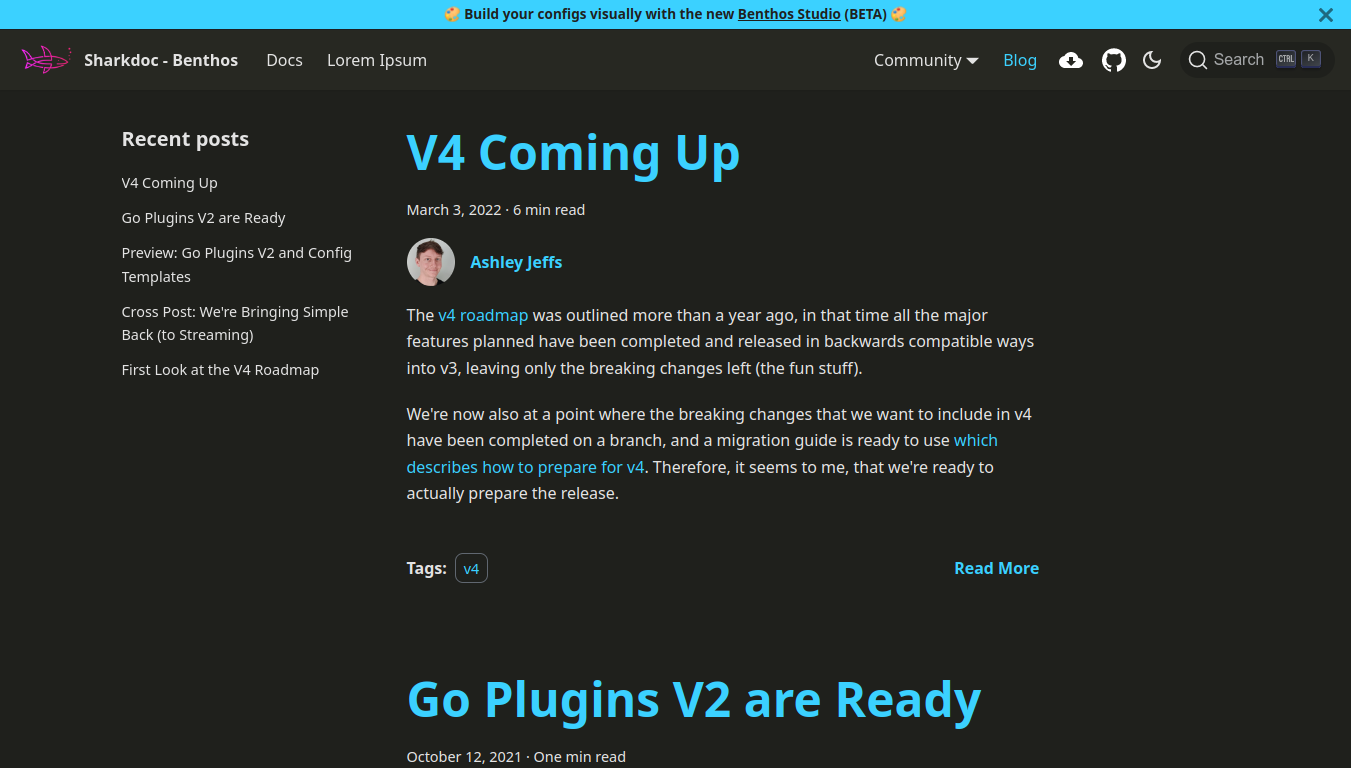 Build your configs visually with the new Benthos Studio (BETA)
Sharkdoc - Benthos Docs Lorem Ipsum Community Blog Search CTRL K
Recent posts
V4 Coming Up
Go Plugins V2 are Ready
Preview: Go Plugins V2 and Config
Templates
Cross Post: We're Bringing Simple
Back (to Streaming)
First Look at the V4 Roadmap
V4 Coming Up
March 3, 2022 · 6 min read
Ashley Jeffs
The v4 roadmap was outlined more than a year ago, in that time all the major
features planned have been completed and released in backwards compatible ways
into v3, leaving only the breaking changes left (the fun stuff).
We're now also at a point where the breaking changes that we want to include in v4
have been completed on a branch, and a migration guide is ready to use which
describes how to prepare for v4. Therefore, it seems to me, that we're ready to
actually prepare the release.
Tags: v4 Read More
Go Plugins V2 are Ready
October 12, 2021 · One min read